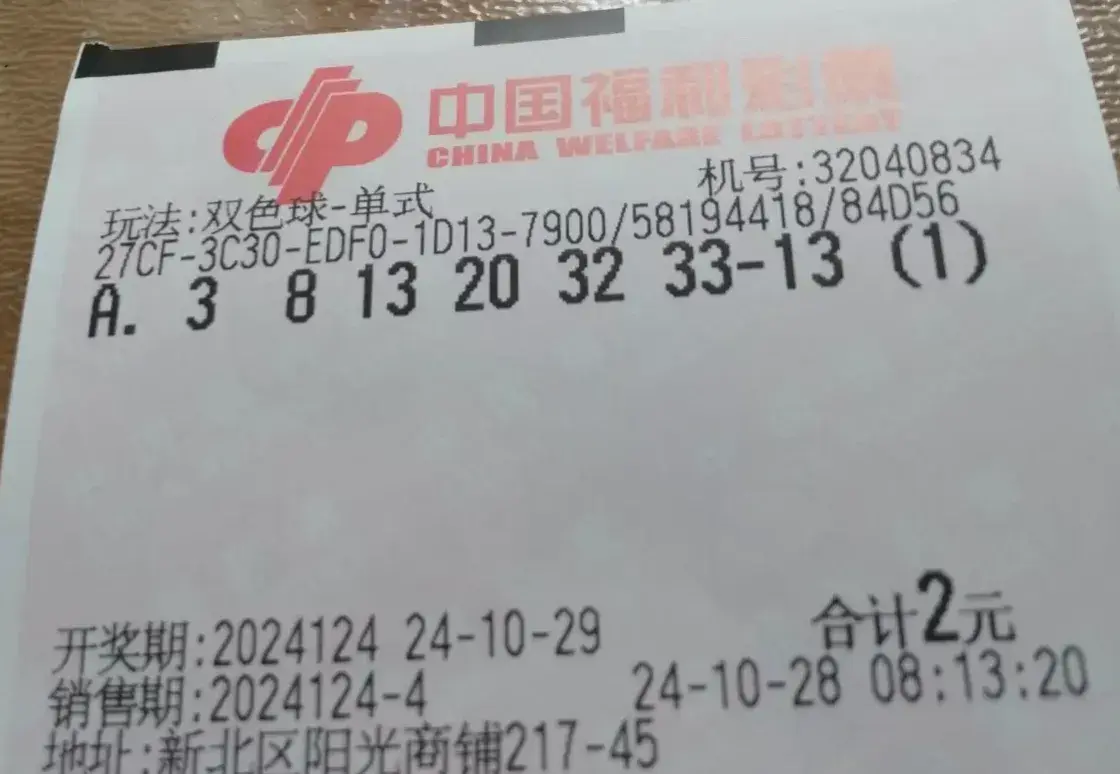 中国福利彩票
CHINA WELFARE LOTTERY
机号:32040834
玩法:双色球-单式
27CF-3C30-EDF0-1D13-7900/58194418/84D56
A. 3 8 13 20 32 33-13 (1)
合计2元
开奖期:2024124 24-10-29
销售期:2024124-4 24-10-28 08:13:20
地址:新北区阳光商铺217-45